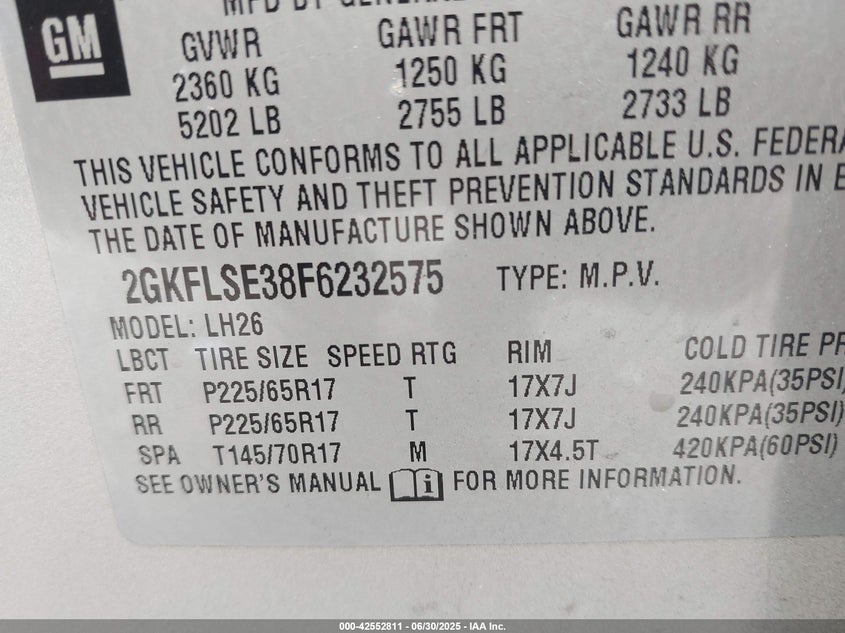 GM
MFD BY GENERAL
GVWR GAWR FRT GAWR RR
2360 KG 1250 KG 1240 KG
5202 LB 2755 LB 2733 LB
THIS VEHICLE CONFORMS TO ALL APPLICABLE U.S.
VEHICLE SAFETY AND THEFT PREVENTION STANDARDS IN
THE DATE OF MANUFACTURE SHOWN ABOVE.
2GKFLSE38F6232575 TYPE: M.P.V.
MODEL: LH26
LBCT TIRE SIZE SPEED RTG RIM COLD TIRE
FRT P225/65R17 T 17X7J 240KPA(35PSI)
RR P225/65R17 T 17X7J 240KPA(35PSI)
SPA T145/70R17 M 17X4.5T 420KPA(60PSI)
SEE OWNER'S MANUAL i FOR MORE INFORMATION.
000-42552811 - 06/30/2025 - IAA Inc.